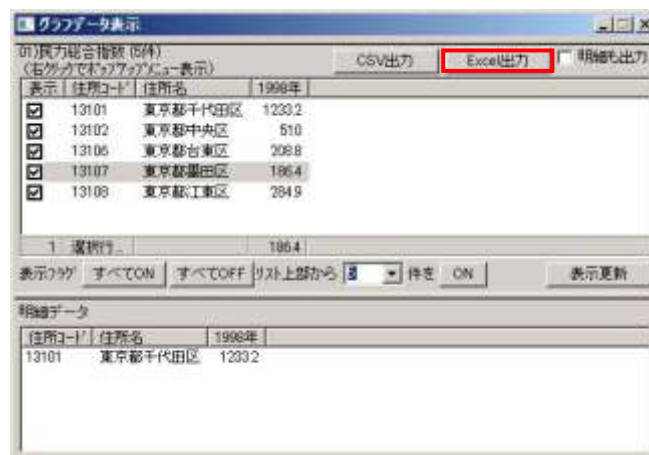 グラフデータ表示
01)民力総合指数 (5件)
(右クリックでポップアップメニュー表示)
CSV出力 Excel出力 明細も出力
表示 住所コード 住所名 1998年
13101 東京都千代田区 1233.2
13102 東京都中央区 510
13106 東京都台東区 208.8
13107 東京都墨田区 186.4
13108 東京都江東区 284.9
1 選択行.. 186.4
表示フラグ すべてON すべてOFF リスト上部から 件を ON 表示更新
明細データ
住所コード 住所名 1998年
13101 東京都千代田区 1233.2